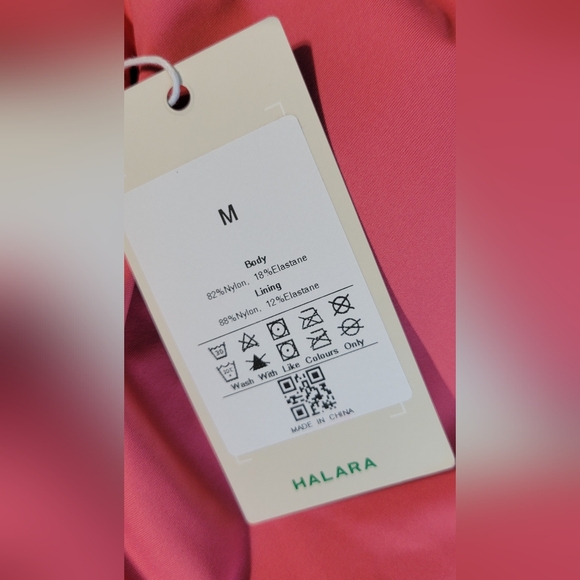 M
Body
82%Nylon, 18%Elastane
Lining
88%Nylon, 12%Elastane
30
Wash With Like Colours Only
MADE IN CHINA
HALARA